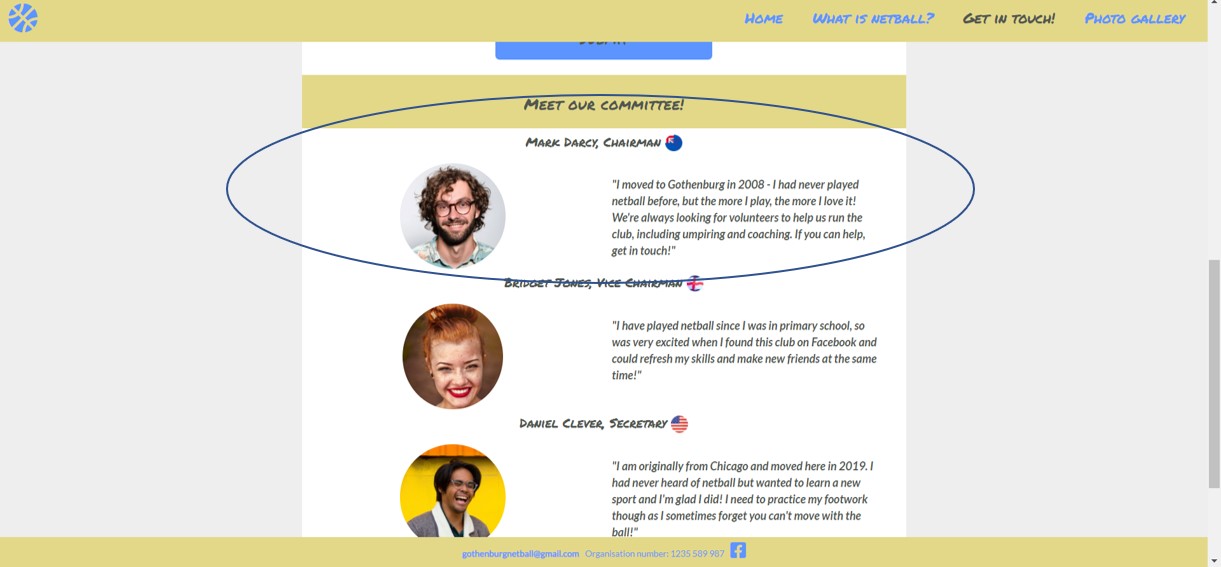 Home What is netball? Get in touch! Photo gallery
Submit
Meet our committee!
Mark Darcy, Chairman
"I moved to Gothenburg in 2008 - I had never played
netball before, but the more I play, the more I love it!
We're always looking for volunteers to help us run the
club, including umpiring and coaching. If you can help,
get in touch!"
Bridget Jones, Vice Chairman
"I have played netball since I was in primary school, so
was very excited when I found this club on Facebook and
could refresh my skills and make new friends at the same
time!"
Daniel Clever, Secretary
"I am originally from Chicago and moved here in 2019. I
had never heard of netball but wanted to learn a new
sport and I'm glad I did! I need to practice my footwork
though as I sometimes forget you can't move with the
ball!"
gothenburgnetball@gmail.com Organisation number: 1235 589 987